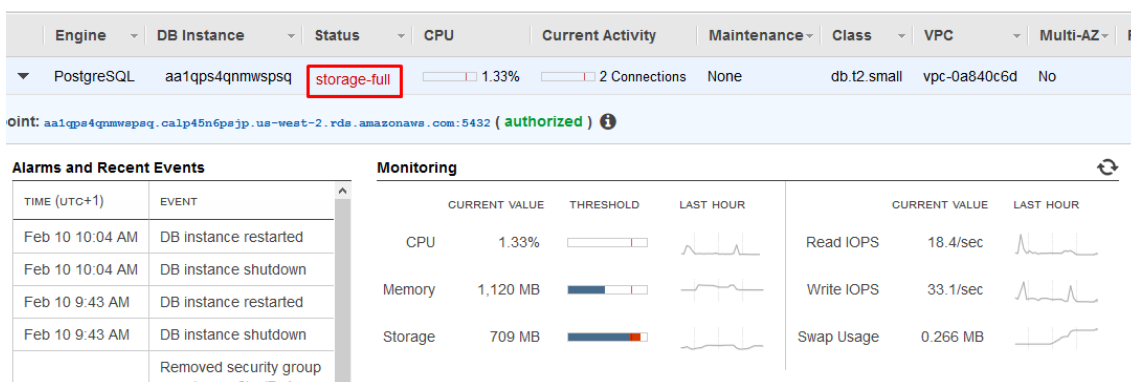 Engine DB Instance Status CPU Current Activity Maintenance Class VPC Multi-AZ
PostgreSQL aa1qps4qnmwspsq storage-full 1.33% 2 Connections None db.t2.small vpc-0a840c6d No
oint: aa1qps4qnmwspsq.calp45n6psjp.us-west-2.rds.amazonaws.com:5432 ( authorized )
Alarms and Recent Events
TIME (UTC+1) EVENT
Feb 10 10:04 AM DB instance restarted
Feb 10 10:04 AM DB instance shutdown
Feb 10 9:43 AM DB instance restarted
Feb 10 9:43 AM DB instance shutdown
Removed security group
Monitoring
CURRENT VALUE THRESHOLD LAST HOUR CURRENT VALUE LAST HOUR
CPU 1.33% Read IOPS 18.4/sec
Memory 1,120 MB Write IOPS 33.1/sec
Storage 709 MB Swap Usage 0.266 MB